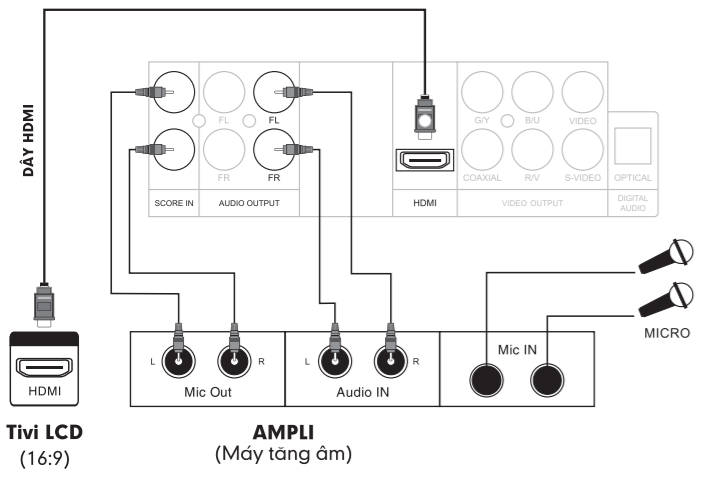 DÂY HDMI
FL
FL
G/Y
B/U
VIDEO
FR
FR
COAXIAL
R/V
S-VIDEO
OPTICAL
SCORE IN
AUDIO OUTPUT
HDMI
VIDEO OUTPUT
DIGITAL
AUDIO
MICRO
L
R
L
R
Mic IN
HDMI
Mic Out
Audio IN
Tivi LCD
(16:9)
AMPLI
(Máy tăng âm)